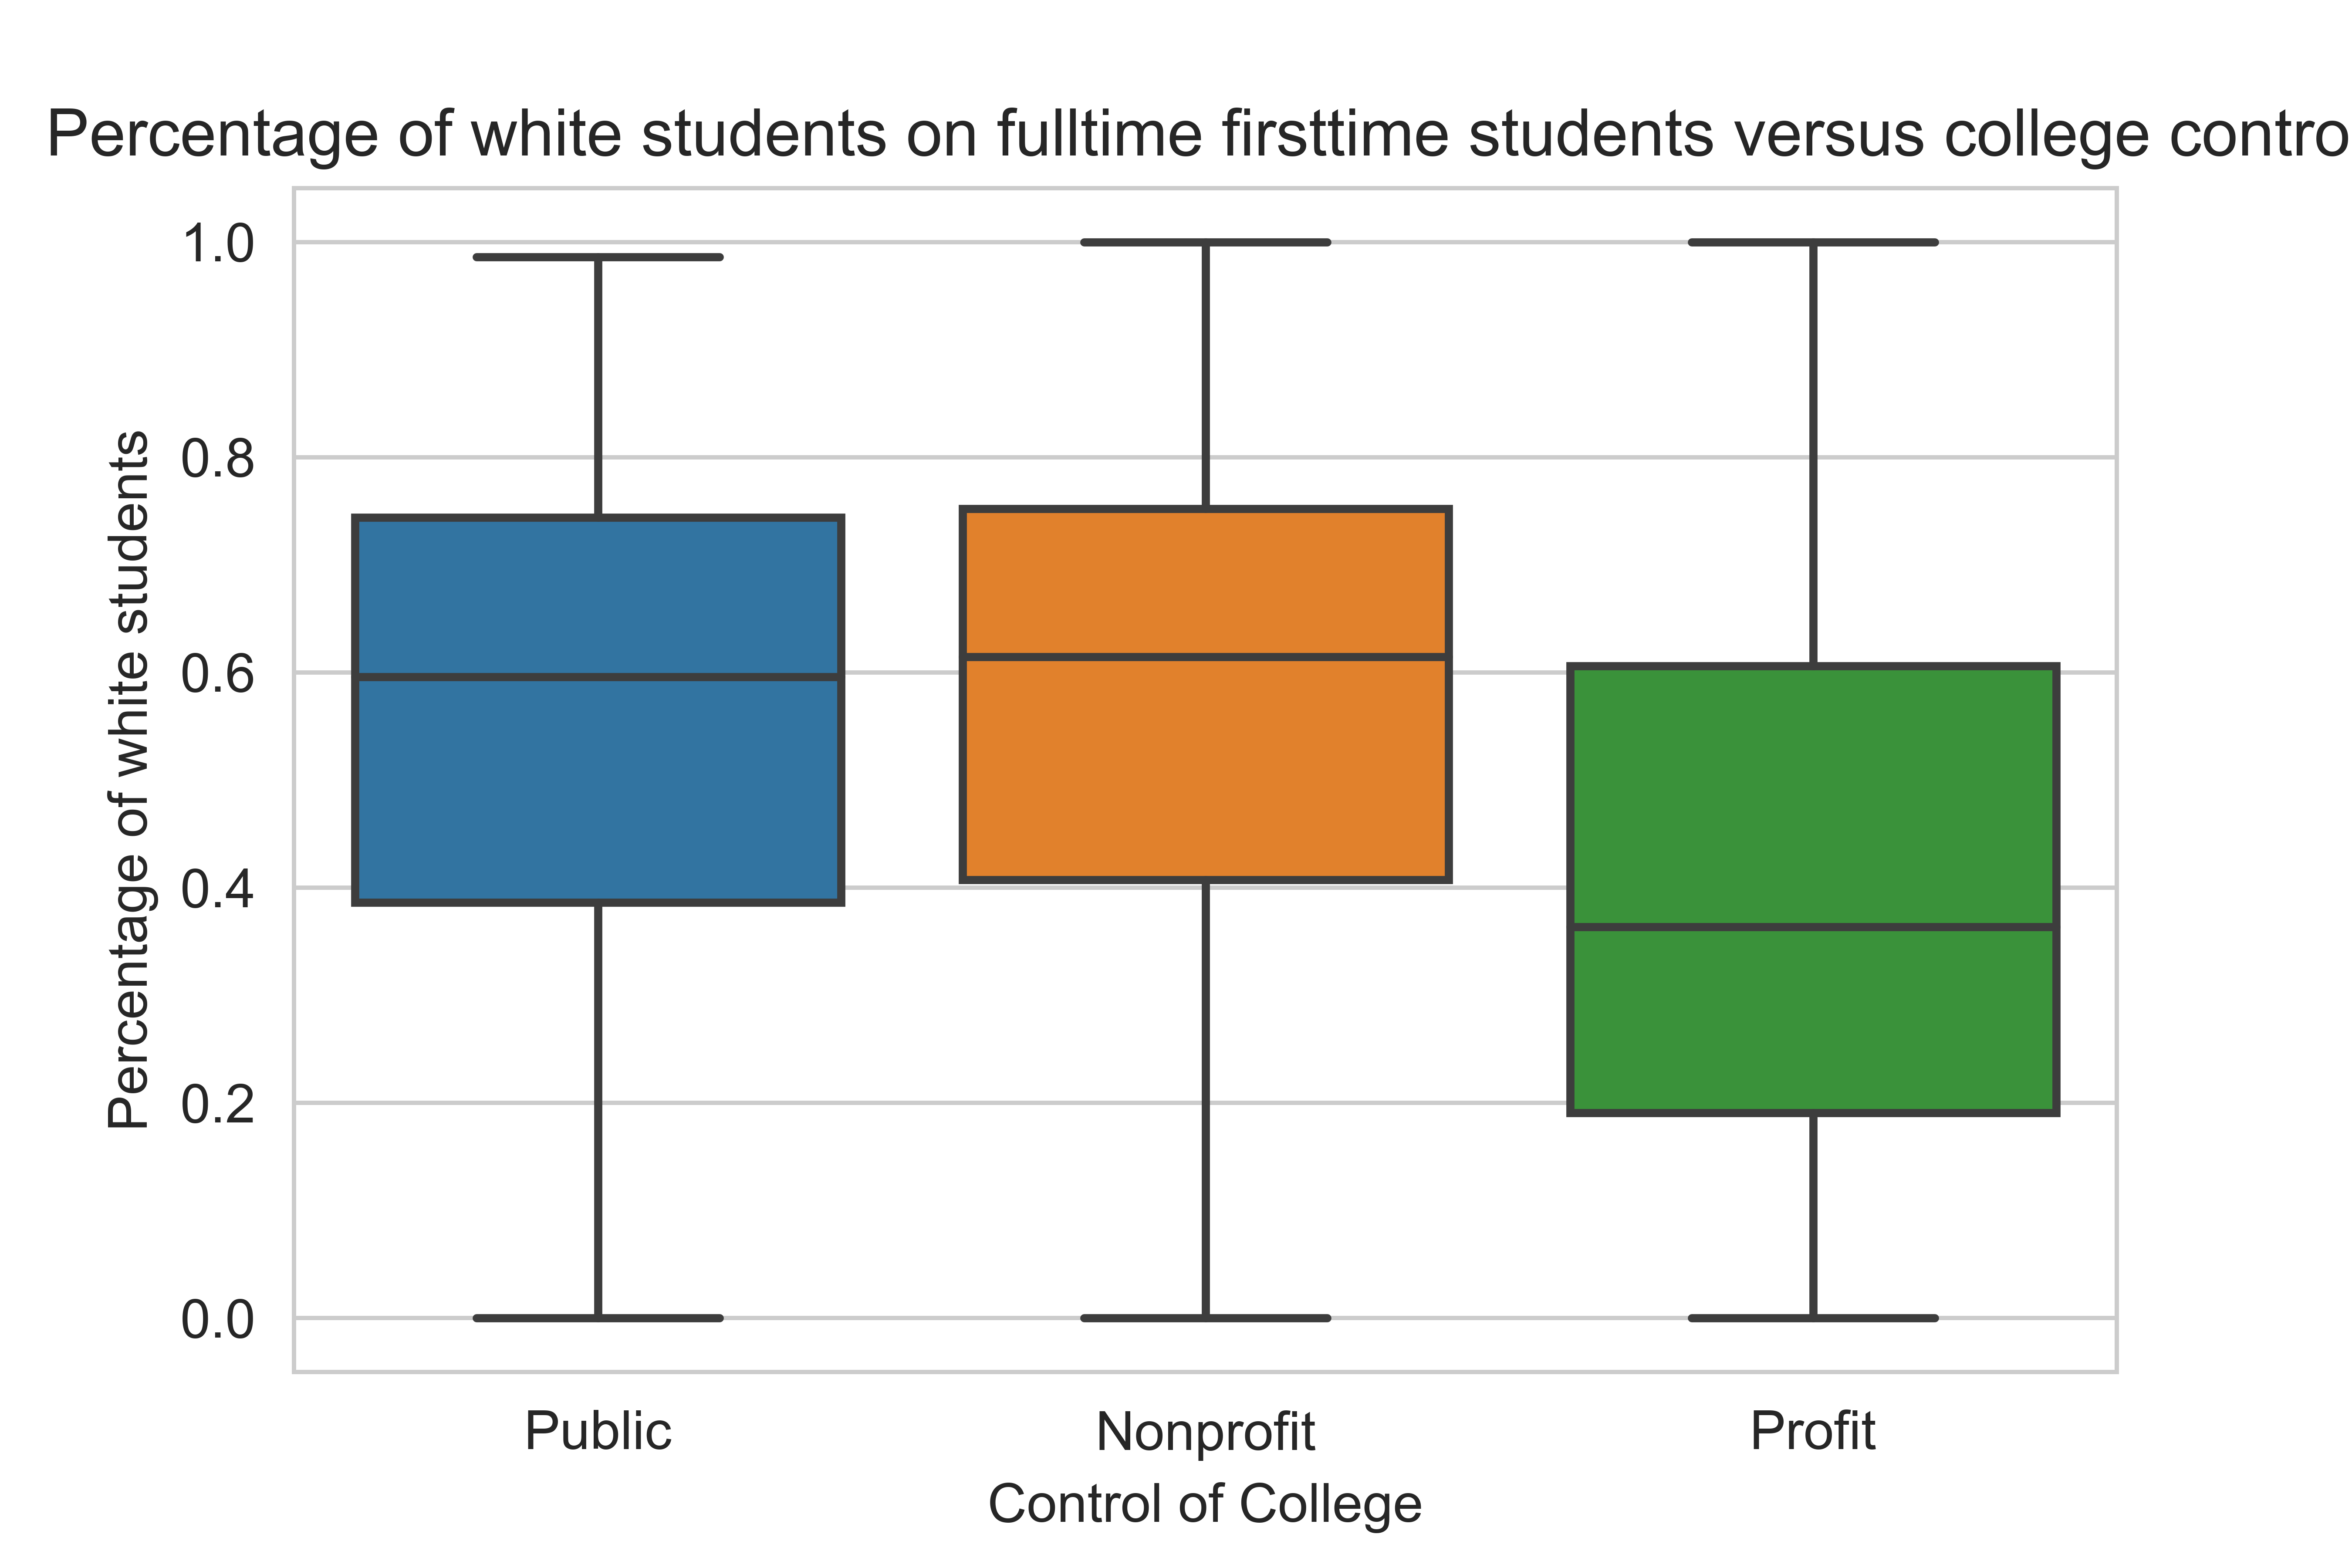 Percentage of white students on fulltime firsttime students versus college contro
Percentage of white students
1.0
0.8
0.6
0.4
0.2
0.0
Public
Nonprofit
Profit
Control of College